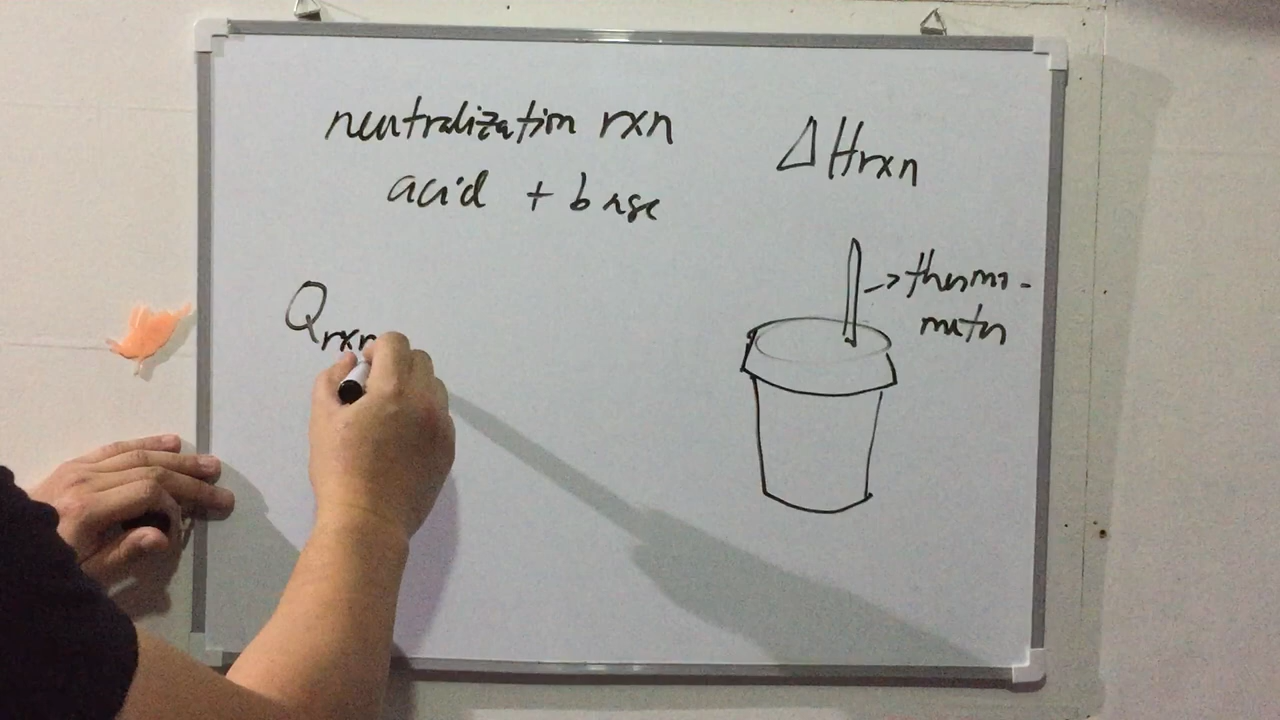 neutralization rxn
acid + base
ΔHrxn
→ thermo-
meter
Qrxn